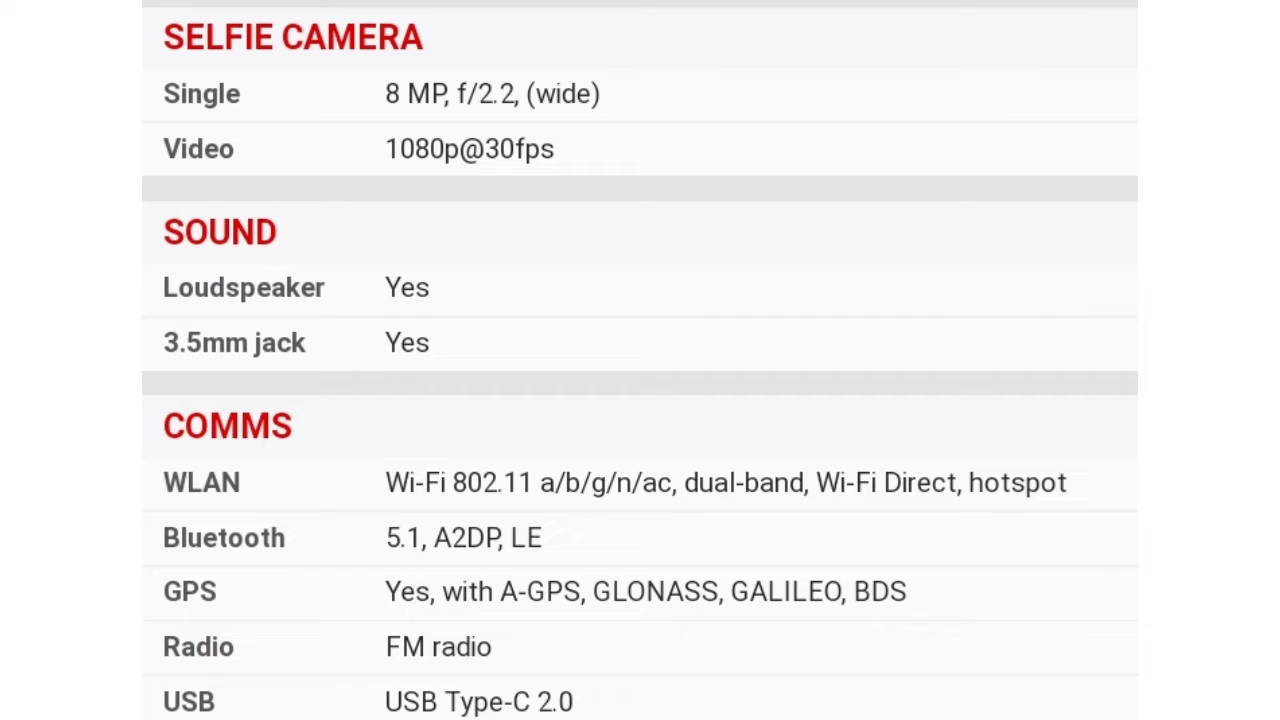 SELFIE CAMERA
Single 8 MP, f/2.2, (wide)
Video 1080p@30fps
SOUND
Loudspeaker Yes
3.5mm jack Yes
COMMS
WLAN Wi-Fi 802.11 a/b/g/n/ac, dual-band, Wi-Fi Direct, hotspot
Bluetooth 5.1, A2DP, LE
GPS Yes, with A-GPS, GLONASS, GALILEO, BDS
Radio FM radio
USB USB Type-C 2.0